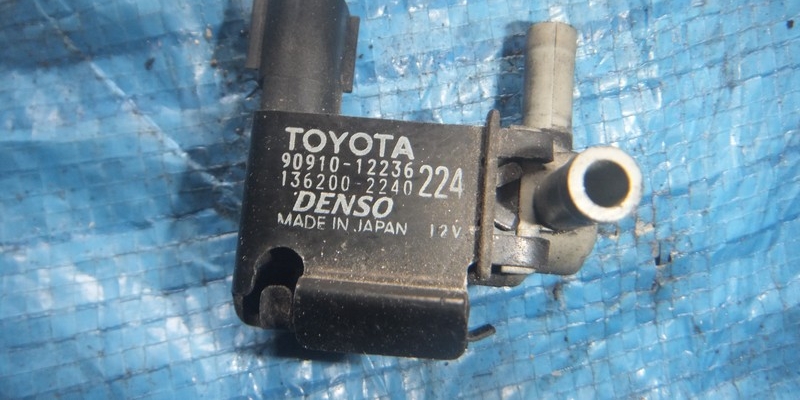 TOYOTA
90910-12236
136200-2240 224
DENSO
MADE IN JAPAN 12V